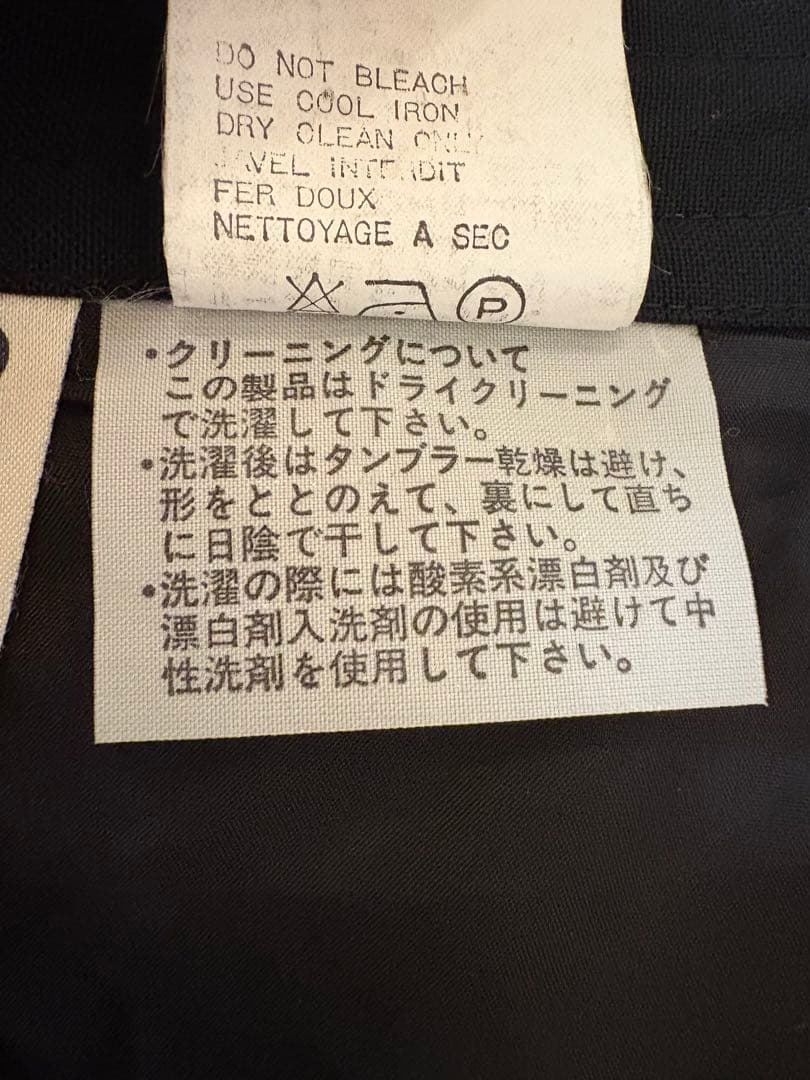 DO NOT BLEACH
USE COOL IRON
DRY CLEAN ONLY
JAVEL INTERDIT
FER DOUX
NETTOYAGE A SEC
P
・クリーニングについて
この製品はドライクリーニング
で洗濯して下さい。
・洗濯後はタンブラー乾燥は避け、
形をととのえて、裏にして直ち
に日陰で干して下さい。
・洗濯の際には酸素系漂白剤及び
漂白剤入洗剤の使用は避けて中
性洗剤を使用して下さい。